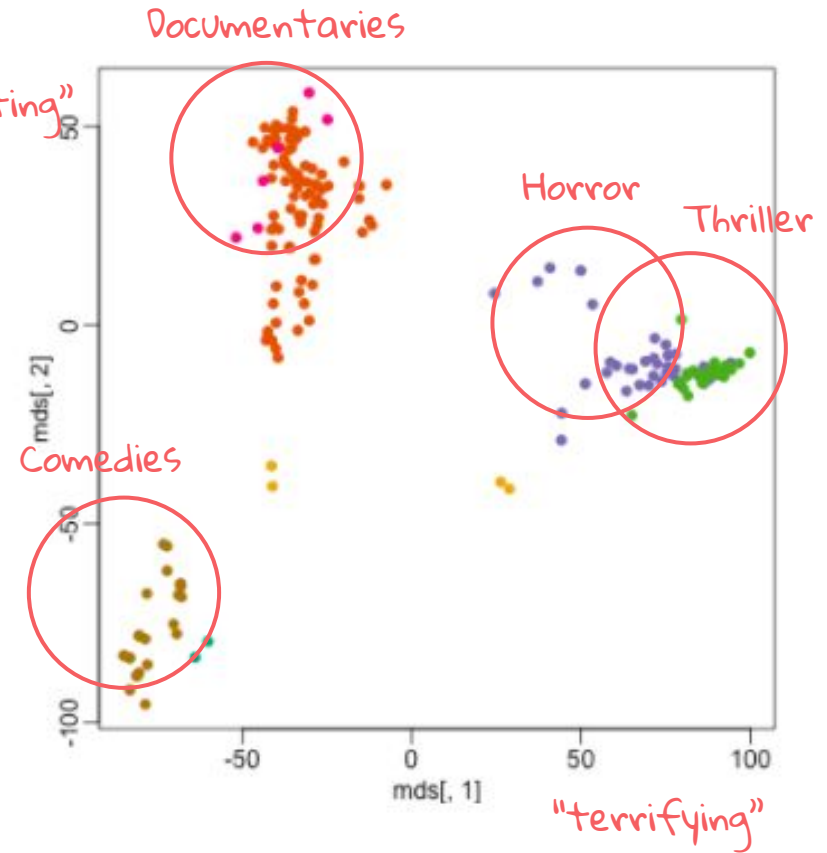 Documentaries
ting"
Horror
Thriller
Comedies
50
0
-50
-100
mds[, 2]
-50
0
50
100
mds[, 1]
"terrifying"